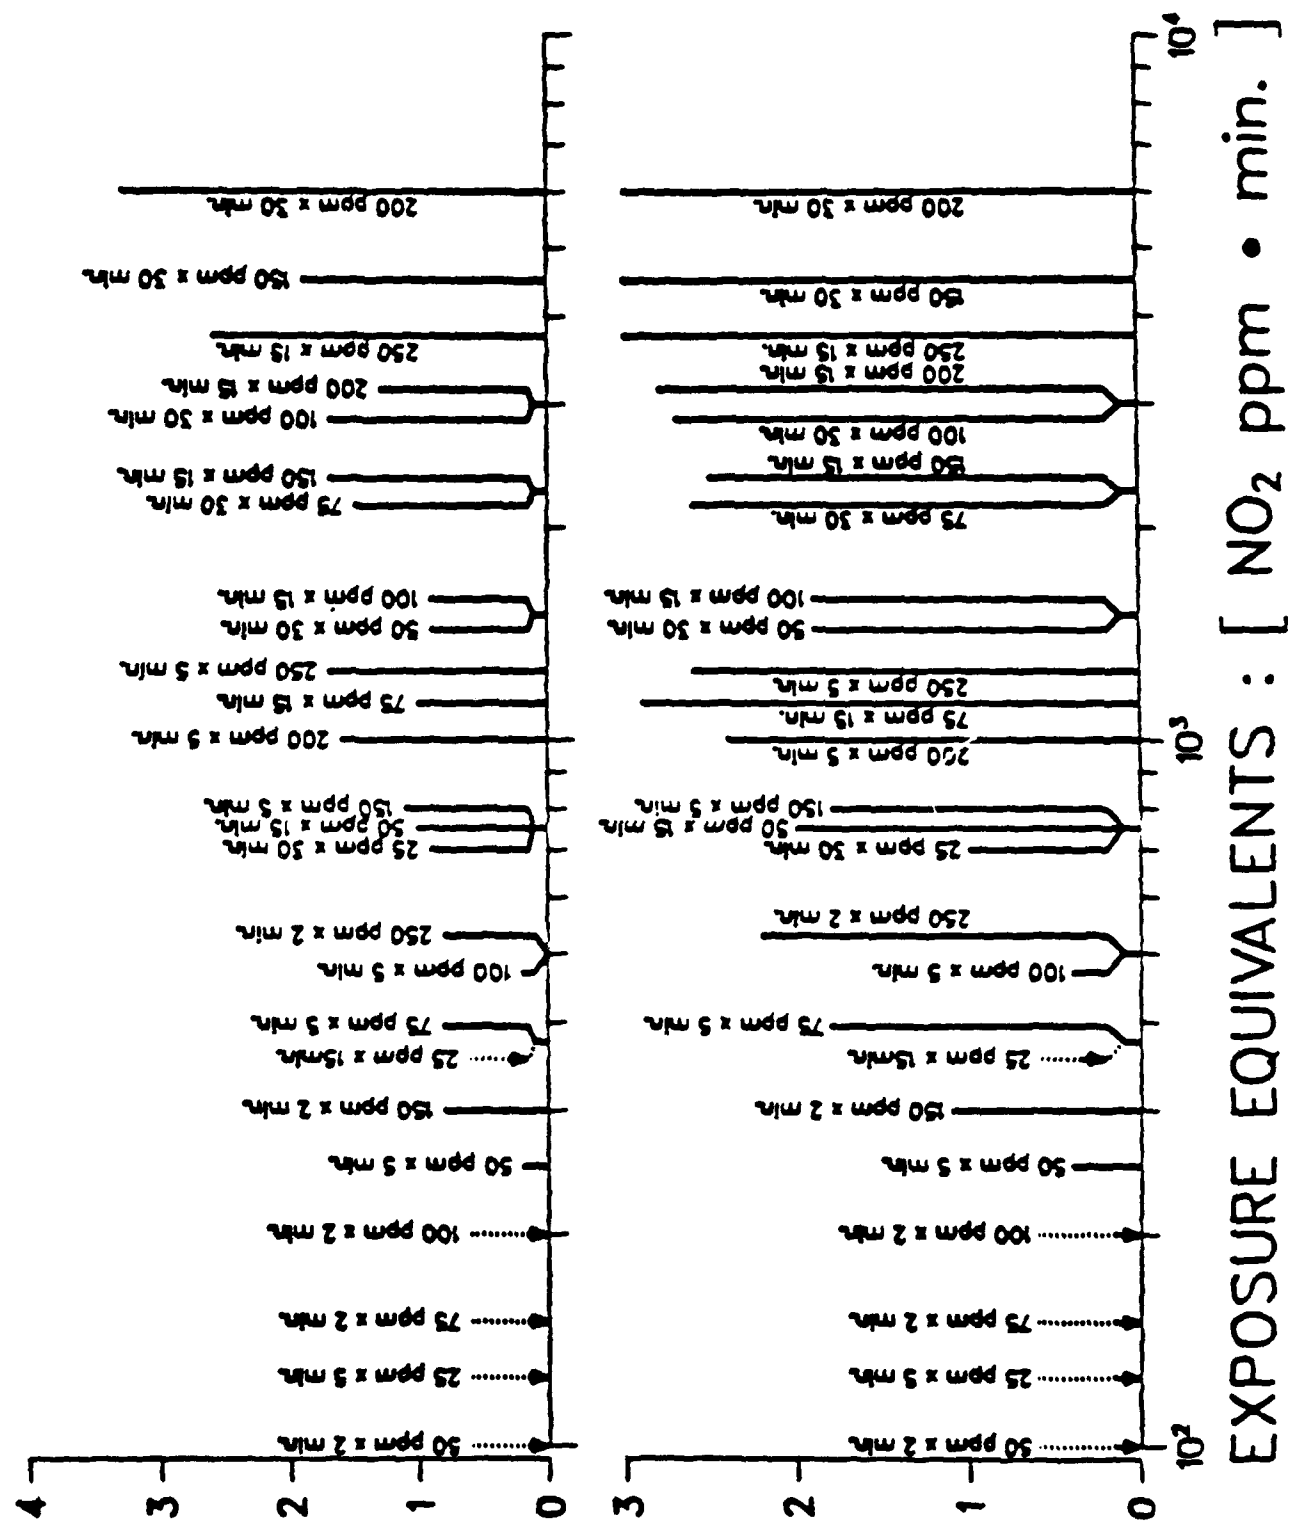 4
3
2
1
0
50 ppm x 2 min.
25 ppm x 5 min.
75 ppm x 2 min.
100 ppm x 2 min.
50 ppm x 5 min.
150 ppm x 2 min.
25 ppm x 15min.
75 ppm x 5 min.
100 ppm x 5 min.
250 ppm x 2 min.
25 ppm x 30 min.
50 ppm x 15 min.
150 ppm x 5 min.
200 ppm x 5 min.
75 ppm x 15 min.
250 ppm x 5 min.
50 ppm x 30 min.
100 ppm x 15 min.
75 ppm x 30 min.
150 ppm x 15 min.
100 ppm x 30 min.
200 ppm x 15 min.
250 ppm x 15 min.
150 ppm x 30 min.
200 ppm x 30 min.
3
2
1
0
50 ppm x 2 min.
25 ppm x 5 min.
75 ppm x 2 min.
100 ppm x 2 min.
50 ppm x 5 min.
150 ppm x 2 min.
25 ppm x 15min.
75 ppm x 5 min.
100 ppm x 5 min.
250 ppm x 2 min.
25 ppm x 30 min.
50 ppm x 15 min.
150 ppm x 5 min.
200 ppm x 5 min.
75 ppm x 15 min.
250 ppm x 5 min.
50 ppm x 30 min.
100 ppm x 15 min.
75 ppm x 30 min.
150 ppm x 15 min.
100 ppm x 30 min.
200 ppm x 15 min.
250 ppm x 15 min.
150 ppm x 30 min.
200 ppm x 30 min.
10² 10³ 10⁴
EXPOSURE EQUIVALENTS : [ NO₂ ppm • min. ]